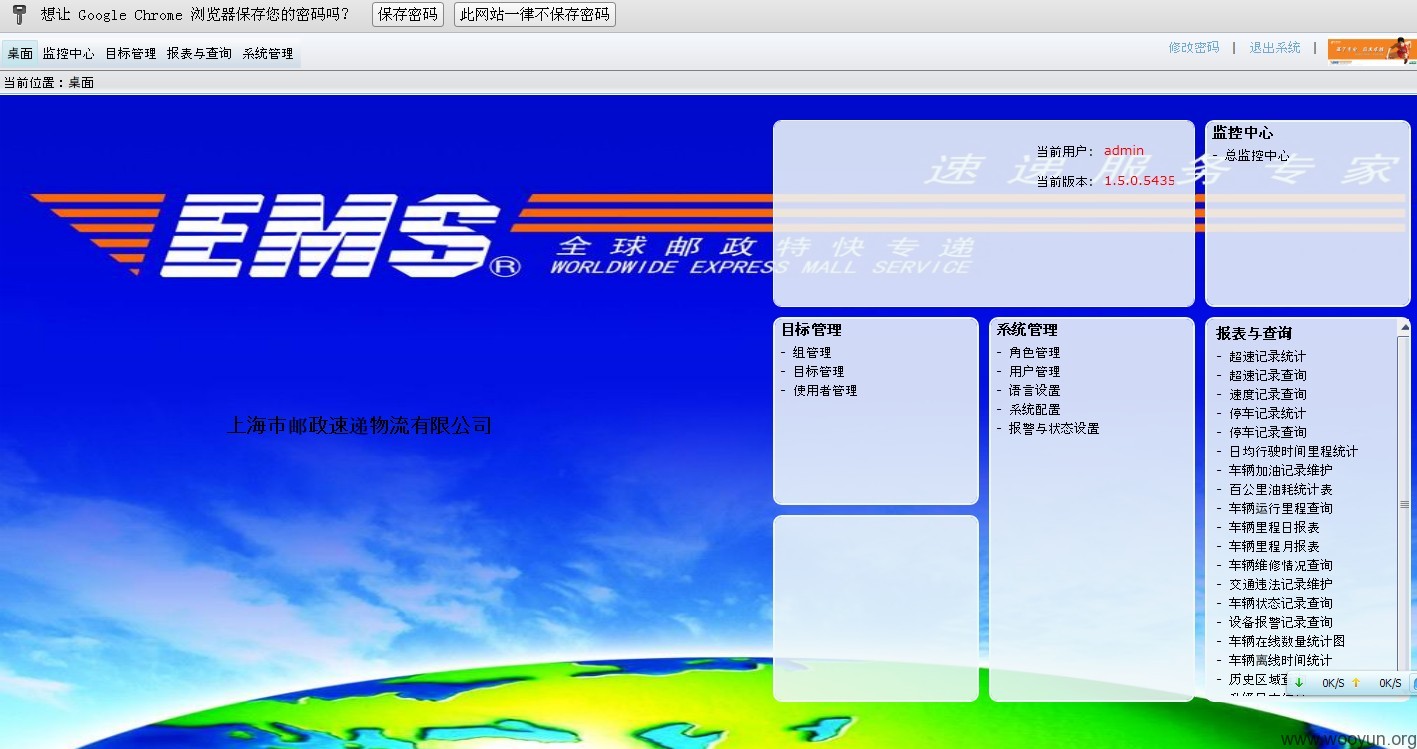 想让 Google Chrome 浏览器保存您的密码吗? 保存密码 此网站一律不保存密码
桌面 监控中心 目标管理 报表与查询 系统管理
修改密码 | 退出系统 |
当前位置：桌面
EMS®
全球邮政特快专递
WORLDWIDE EXPRESS MALL SERVICE
速递服务专家
上海市邮政速递物流有限公司
当前用户： admin
当前版本： 1.5.0.5435
监控中心
- 总监控中心
目标管理
- 组管理
- 目标管理
- 使用者管理
系统管理
- 角色管理
- 用户管理
- 语言设置
- 系统配置
- 报警与状态设置
报表与查询
- 超速记录统计
- 超速记录查询
- 速度记录查询
- 停车记录统计
- 停车记录查询
- 日均行驶时间里程统计
- 车辆加油记录维护
- 百公里油耗统计表
- 车辆运行里程查询
- 车辆里程日报表
- 车辆里程月报表
- 车辆维修情况查询
- 交通违法记录维护
- 车辆状态记录查询
- 设备报警记录查询
- 车辆在线数量统计图
- 车辆离线时间统计
- 历史区域
0K/S 0K/S
www.wooyun.org